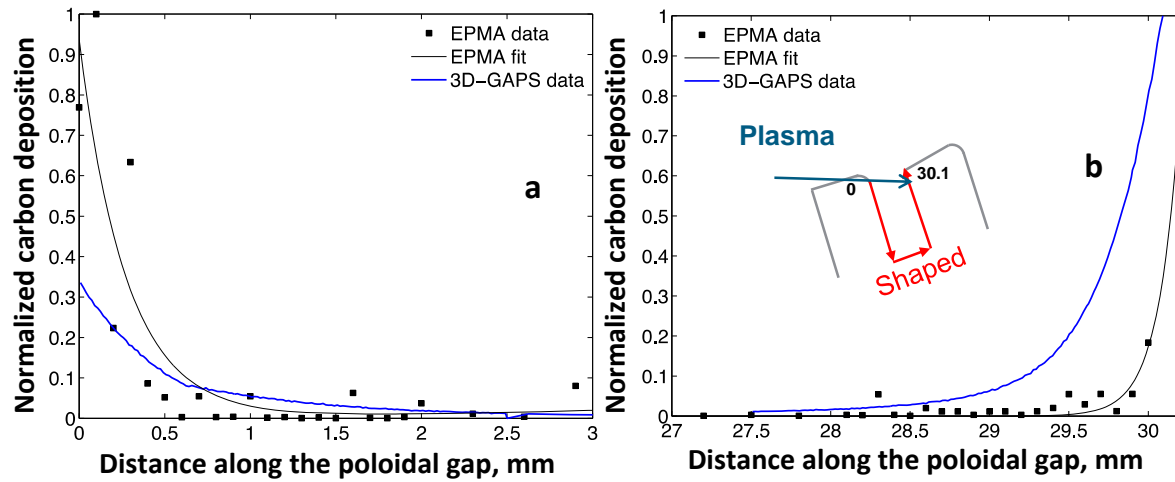 1
0.9
0.8
0.7
0.6
0.5
0.4
0.3
0.2
0.1
0
Normalized carbon deposition
EPMA data
EPMA fit
3D−GAPS data
a
0 0.5 1 1.5 2 2.5 3
Distance along the poloidal gap, mm
1
0.9
0.8
0.7
0.6
0.5
0.4
0.3
0.2
0.1
0
Normalized carbon deposition
EPMA data
EPMA fit
3D−GAPS data
Plasma
b
30.1
0
Shaped
27 27.5 28 28.5 29 29.5 30
Distance along the poloidal gap, mm